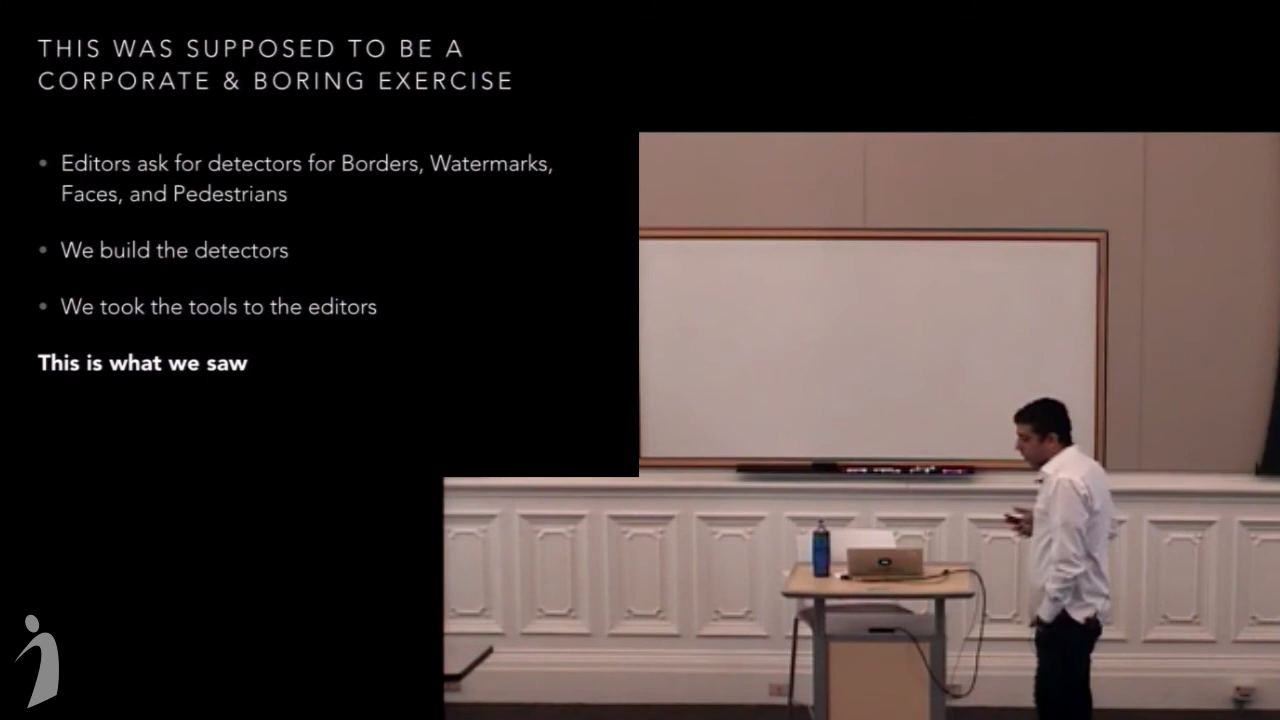 THIS WAS SUPPOSED TO BE A
CORPORATE & BORING EXERCISE
Editors ask for detectors for Borders, Watermarks,
Faces, and Pedestrians
We build the detectors
We took the tools to the editors
This is what we saw